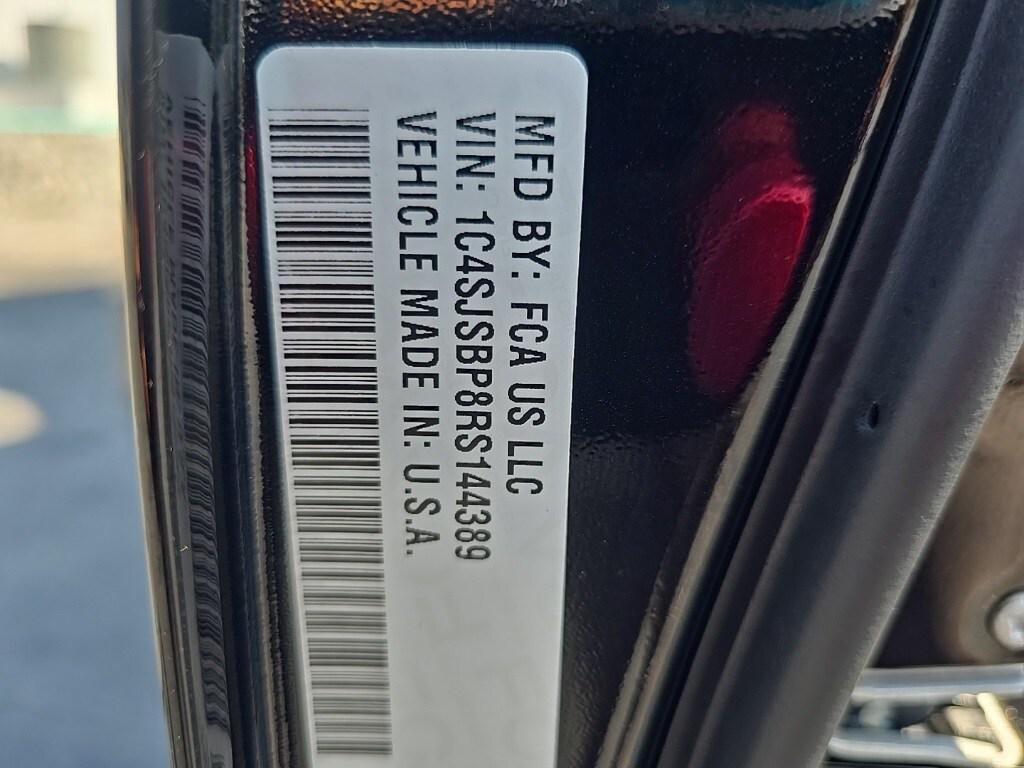 MFD BY: FCA US LLC
VIN: 1C4SJSBP8RS144389
VEHICLE MADE IN: U.S.A.